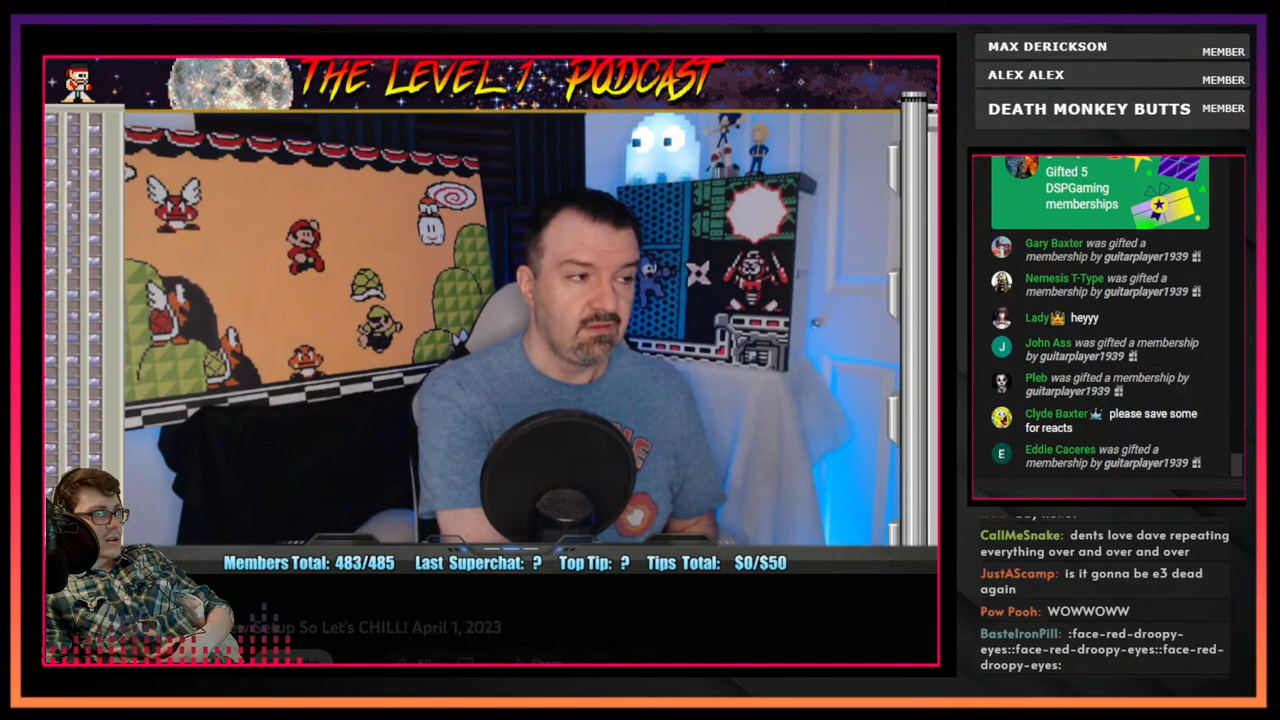 THE LEVEL 1 PODCAST
Members Total: 483/485 Last Superchat: ? Top Tip: ? Tips Total: $0/$50
Setup So Let's CHILL! April 1, 2023
Share
MAX DERICKSON MEMBER
ALEX ALEX MEMBER
DEATH MONKEY BUTTS MEMBER
Gifted 5
DSPGaming
memberships
Gary Baxter was gifted a
membership by guitarplayer1939
Nemesis T-Type was gifted a
membership by guitarplayer1939
Lady heyyy
John Ass was gifted a membership
by guitarplayer1939
Pleb was gifted a membership by
guitarplayer1939
Clyde Baxter please save some
for reacts
Eddie Caceres was gifted a
membership by guitarplayer1939
CallMeSnake: dents love dave repeating
everything over and over and over
JustAScamp: is it gonna be e3 dead
again
Pow Pooh: WOWWOWW
BasteIronPill: :face-red-droopy-
eyes::face-red-droopy-eyes::face-red-
droopy-eyes: